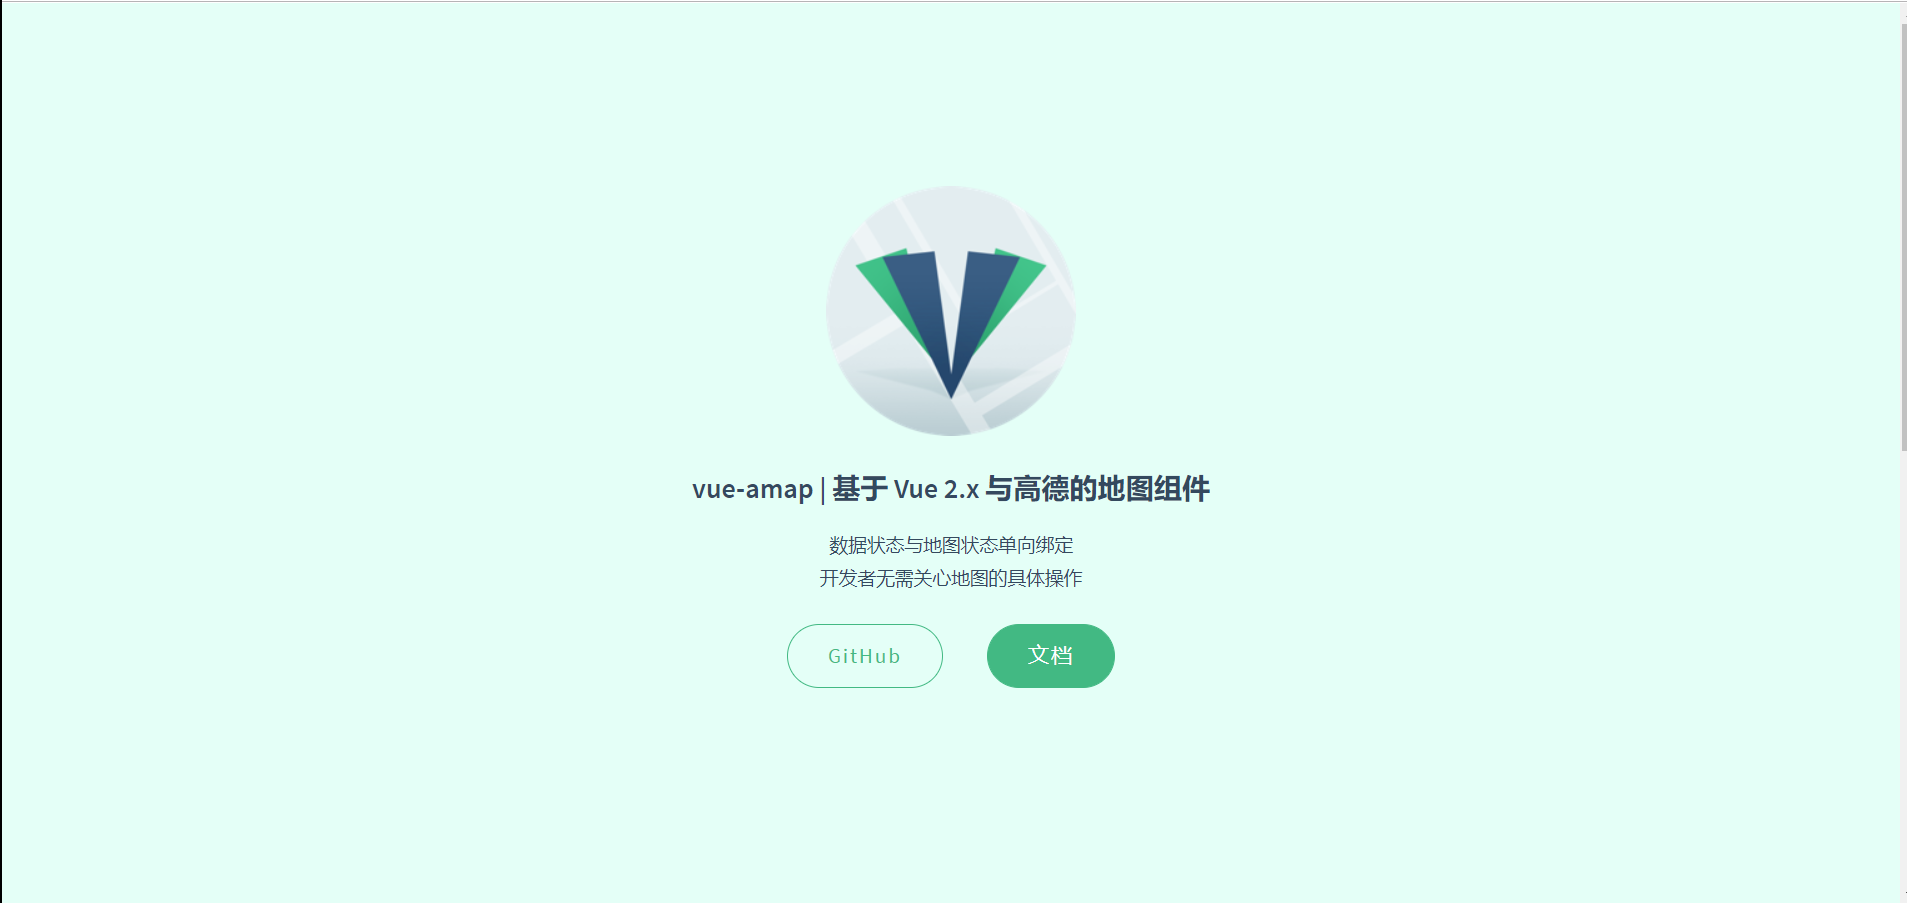 vue-amap | 基于 Vue 2.x 与高德的地图组件
数据状态与地图状态单向绑定
开发者无需关心地图的具体操作
GitHub
文档